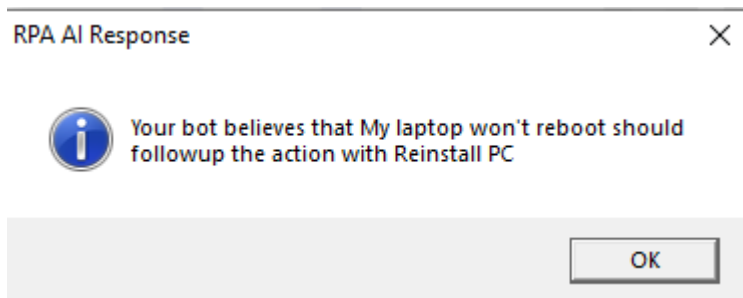 RPA AI Response
Your bot believes that My laptop won't reboot should
followup the action with Reinstall PC
OK